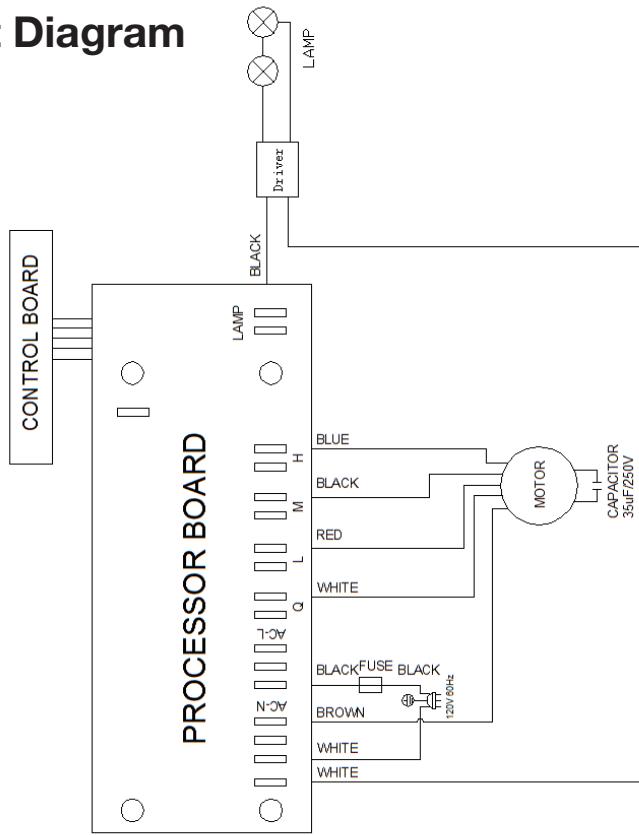 t Diagram
LAMP
Driver
BLACK
CONTROL BOARD
LAMP
PROCESSOR BOARD
BLUE
H
BLACK
M
MOTOR
CAPACITOR
35uF/250V
RED
L
WHITE
Q
AC-L
BLACK FUSE BLACK
AC-N
120V 60Hz
BROWN
WHITE
WHITE